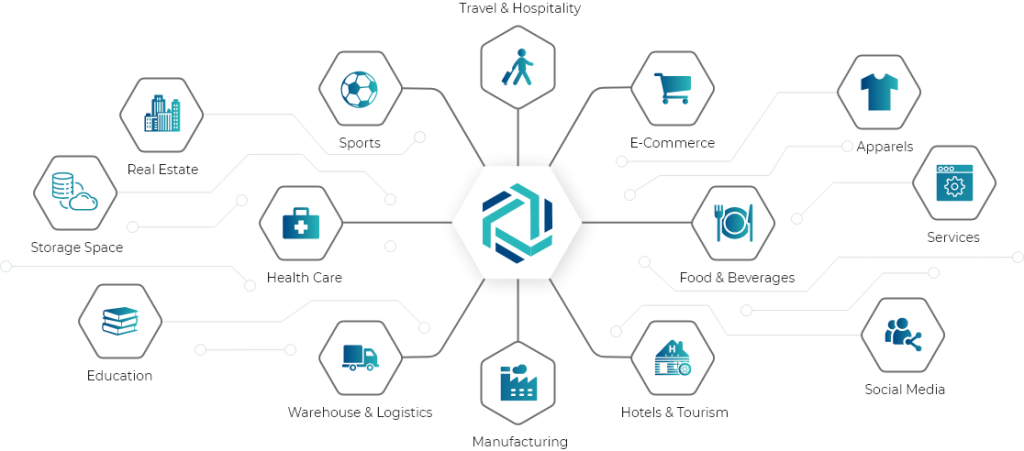 Travel & Hospitality
Sports
E-Commerce
Real Estate
Apparels
Storage Space
Health Care
Food & Beverages
Services
Education
Warehouse & Logistics
Hotels & Tourism
Social Media
Manufacturing
H